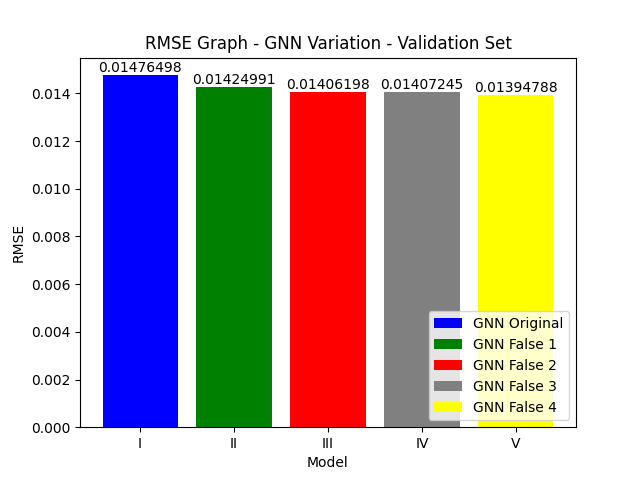 RMSE Graph - GNN Variation - Validation Set
0.01476498
0.01424991
0.01406198
0.01407245
0.01394788
0.014
0.012
0.010
0.008
0.006
0.004
0.002
0.000
RMSE
GNN Original
GNN False 1
GNN False 2
GNN False 3
GNN False 4
I
II
III
IV
V
Model